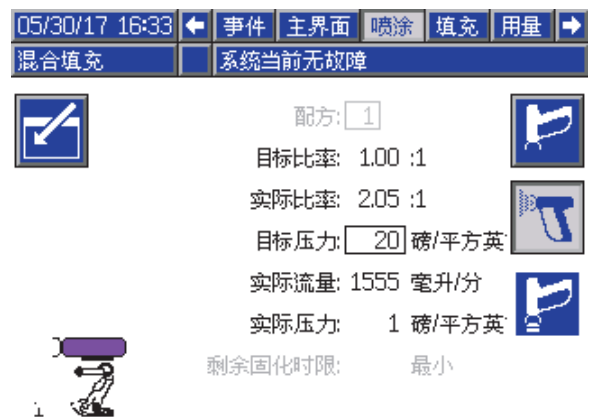 05/30/17 16:33 事件 主界面 喷涂 填充 用量
混合填充 系统当前无故障
配方: 1
目标比率: 1.00 :1
实际比率: 2.05 :1
目标压力: 20 磅/平方英
实际流量: 1555 毫升/分
实际压力: 1 磅/平方英
剩余固化时限: 最小
1